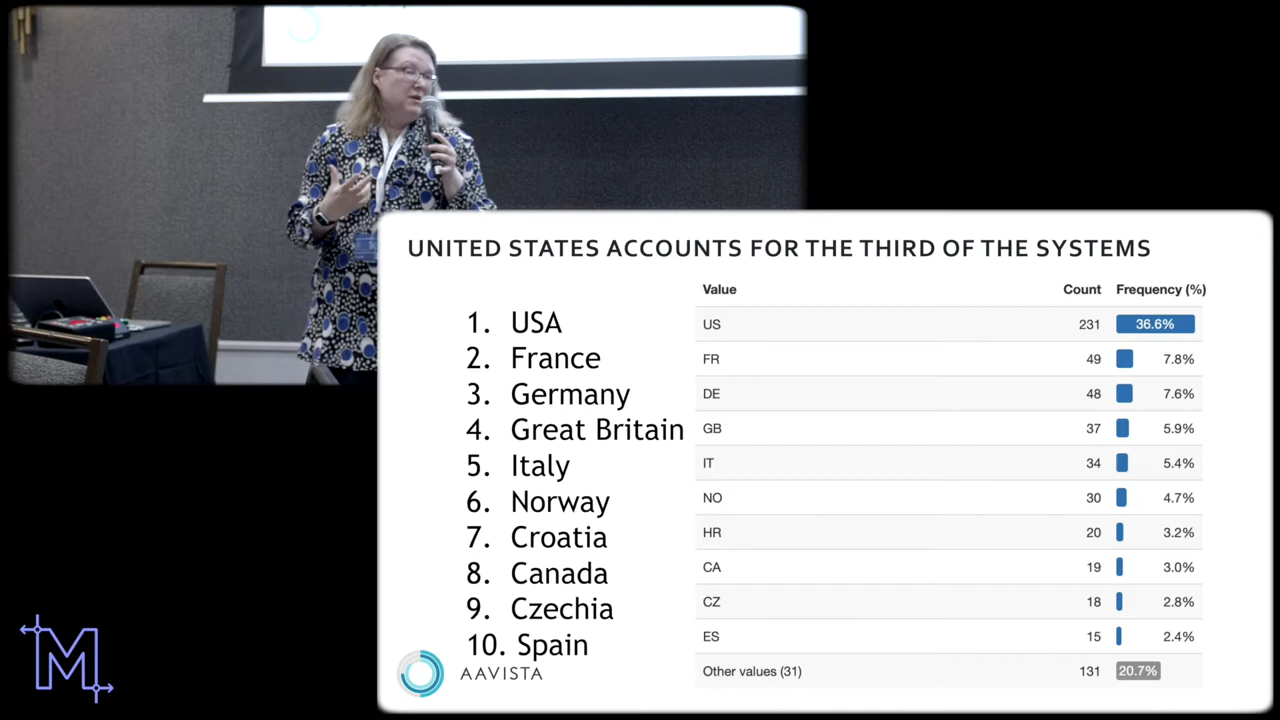 UNITED STATES ACCOUNTS FOR THE THIRD OF THE SYSTEMS
1. USA
2. France
3. Germany
4. Great Britain
5. Italy
6. Norway
7. Croatia
8. Canada
9. Czechia
10. Spain
Value Count Frequency (%)
US 231 36.6%
FR 49 7.8%
DE 48 7.6%
GB 37 5.9%
IT 34 5.4%
NO 30 4.7%
HR 20 3.2%
CA 19 3.0%
CZ 18 2.8%
ES 15 2.4%
Other values (31) 131 20.7%
AAVISTA
M